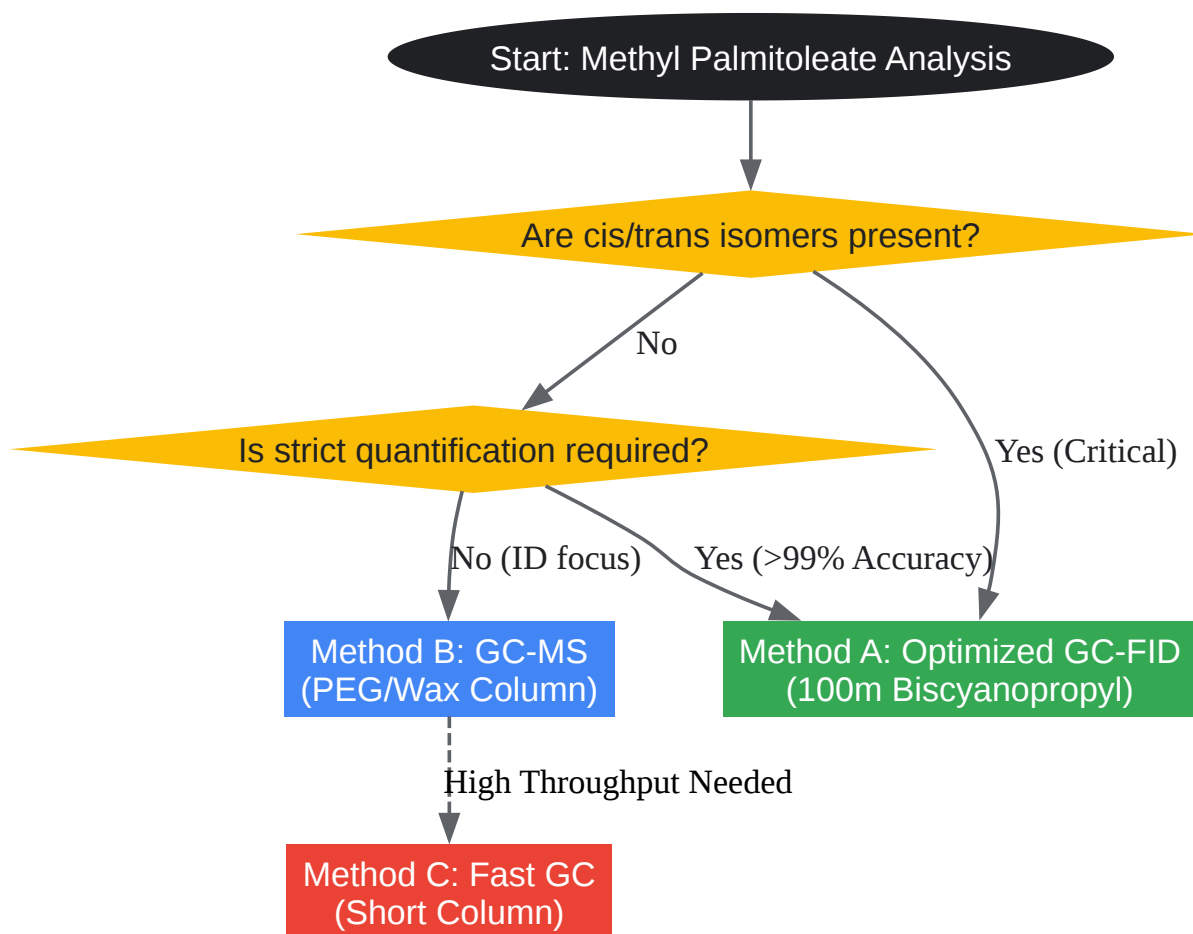 Start: Methyl Palmitoleate Analysis
Are cis/trans isomers present?
No
Is strict quantification required?
Yes (Critical)
No (ID focus)
Yes (>99% Accuracy)
Method B: GC-MS
(PEG/Wax Column)
Method A: Optimized GC-FID
(100m Biscyanopropyl)
High Throughput Needed
Method C: Fast GC
(Short Column)